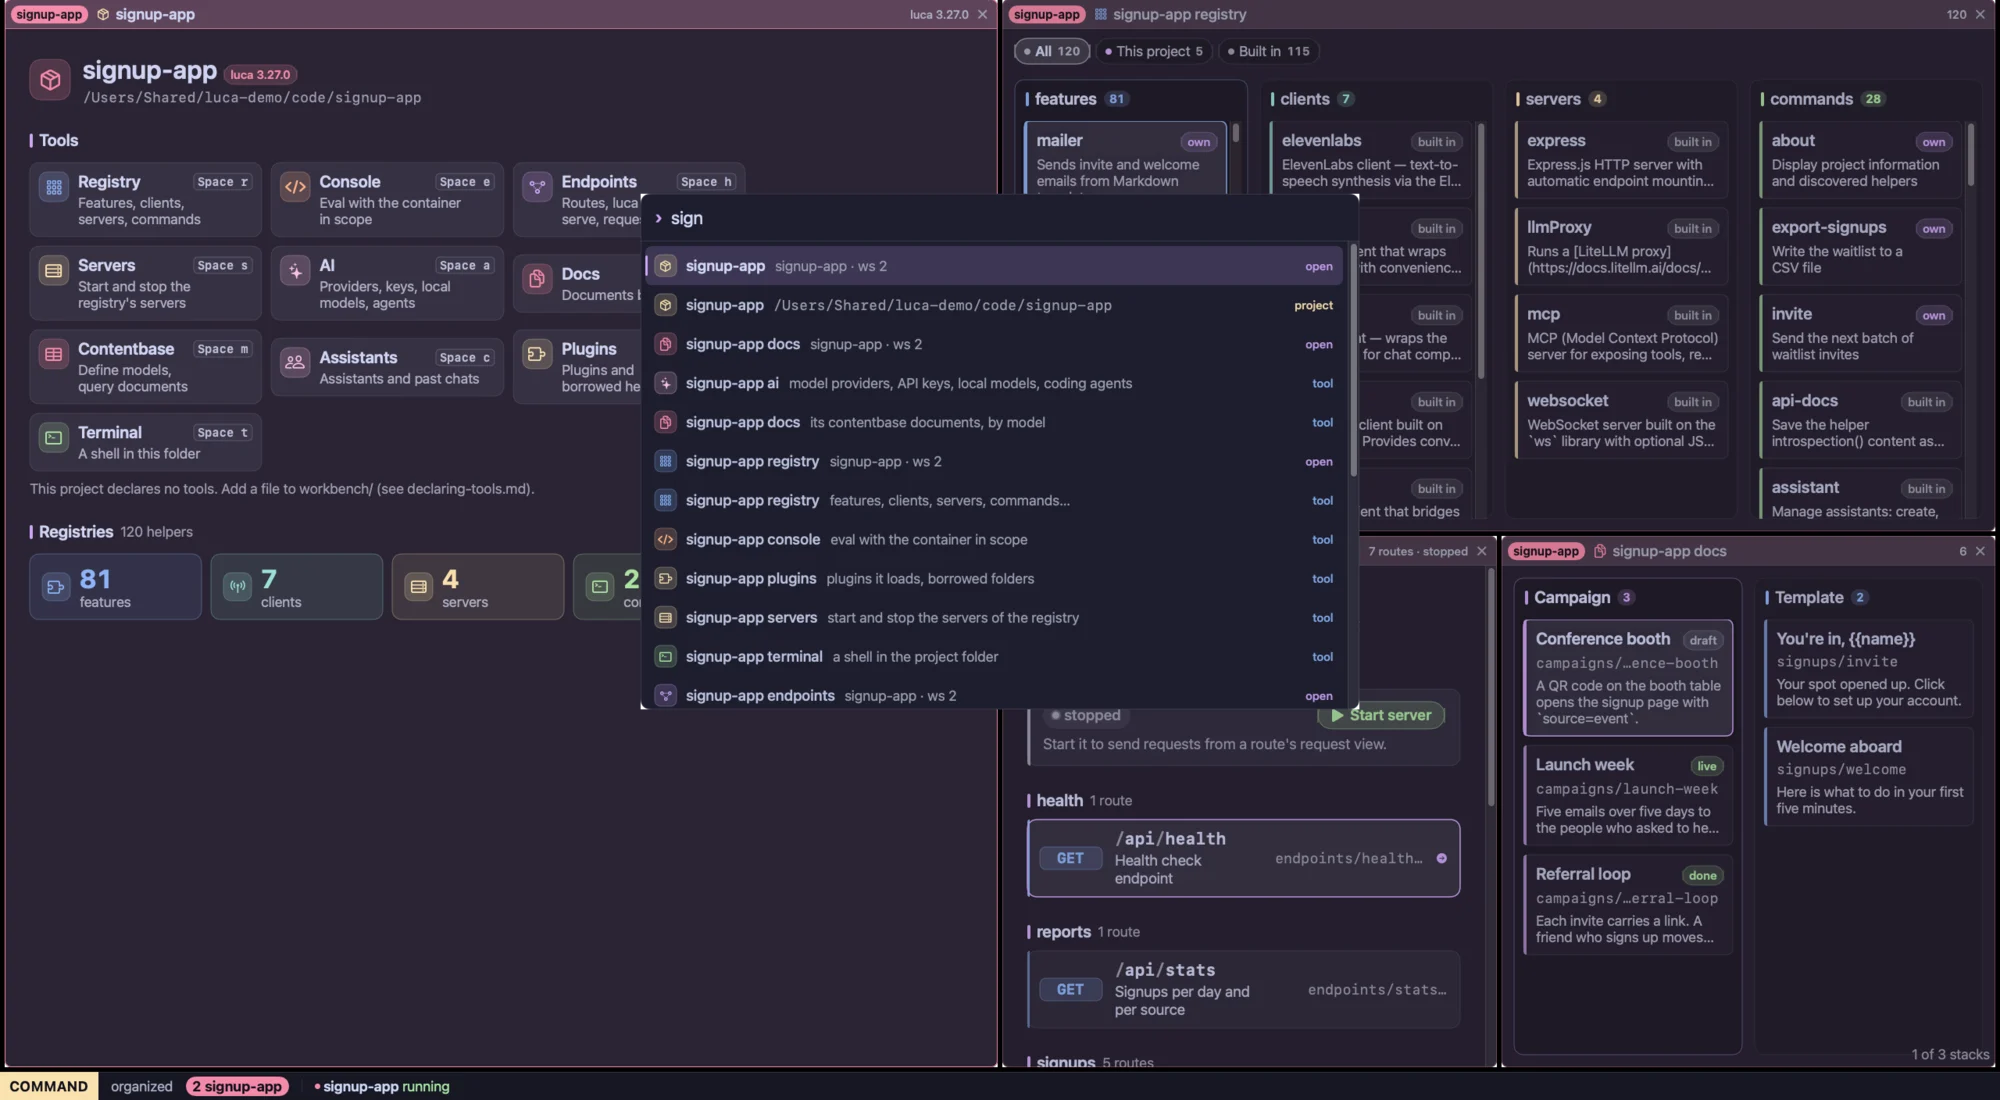 signup-app signup-app luca 3.27.0
signup-app luca 3.27.0
/Users/Shared/luca-demo/code/signup-app
Tools
Registry Space r
Features, clients,
servers, commands
Console Space e
Eval with the container
in scope
Endpoints Space h
Routes, luca
serve, reque
Servers Space s
Start and stop the
registry's servers
AI Space a
Providers, keys, local
models, agents
Docs
Documents b
Contentbase Space m
Define models,
query documents
Assistants Space c
Assistants and past chats
Plugins
Plugins and
borrowed he
Terminal Space t
A shell in this folder
This project declares no tools. Add a file to workbench/ (see declaring-tools.md).
Registries 120 helpers
81
features
7
clients
4
servers
2
co
› sign
signup-app signup-app · ws 2 open
signup-app /Users/Shared/luca-demo/code/signup-app project
signup-app docs signup-app · ws 2 open
signup-app ai model providers, API keys, local models, coding agents tool
signup-app docs its contentbase documents, by model tool
signup-app registry signup-app · ws 2 open
signup-app registry features, clients, servers, commands... tool
signup-app console eval with the container in scope tool
signup-app plugins plugins it loads, borrowed folders tool
signup-app servers start and stop the servers of the registry tool
signup-app terminal a shell in the project folder tool
signup-app endpoints signup-app · ws 2 open
signup-app signup-app registry 120
All 120 This project 5 Built in 115
features 81
mailer own
Sends invite and welcome
emails from Markdown
clients 7
elevenlabs built in
ElevenLabs client — text-to-
speech synthesis via the El...
built in
ent that wraps
ith convenienc...
built in
t — wraps the
for chat comp...
built in
client built on
Provides conv...
built in
ent that bridges
servers 4
express built in
Express.js HTTP server with
automatic endpoint mountin...
llmProxy built in
Runs a [LiteLLM proxy]
(https://docs.litellm.ai/docs/...
mcp built in
MCP (Model Context Protocol)
server for exposing tools, re...
websocket built in
WebSocket server built on the
`ws` library with optional JS...
commands 28
about own
Display project information
and discovered helpers
export-signups own
Write the waitlist to a
CSV file
invite own
Send the next batch of
waitlist invites
api-docs built in
Save the helper
introspection() content as...
assistant built in
Manage assistants: create,
7 routes · stopped
stopped Start server
Start it to send requests from a route's request view.
health 1 route
GET /api/health
Health check
endpoint
endpoints/health…
reports 1 route
GET /api/stats
Signups per day and
per source
endpoints/stats…
signups 5 routes
signup-app signup-app docs 6
Campaign 3
Conference booth draft
campaigns/…ence-booth
A QR code on the booth table
opens the signup page with
`source=event`.
Launch week live
campaigns/launch-week
Five emails over five days to
the people who asked to he...
Referral loop done
campaigns/…erral-loop
Each invite carries a link. A
friend who signs up moves...
Template 2
You're in, {{name}}
signups/invite
Your spot opened up. Click
below to set up your account.
Welcome aboard
signups/welcome
Here is what to do in your first
five minutes.
1 of 3 stacks
COMMAND organized 2 signup-app signup-app running